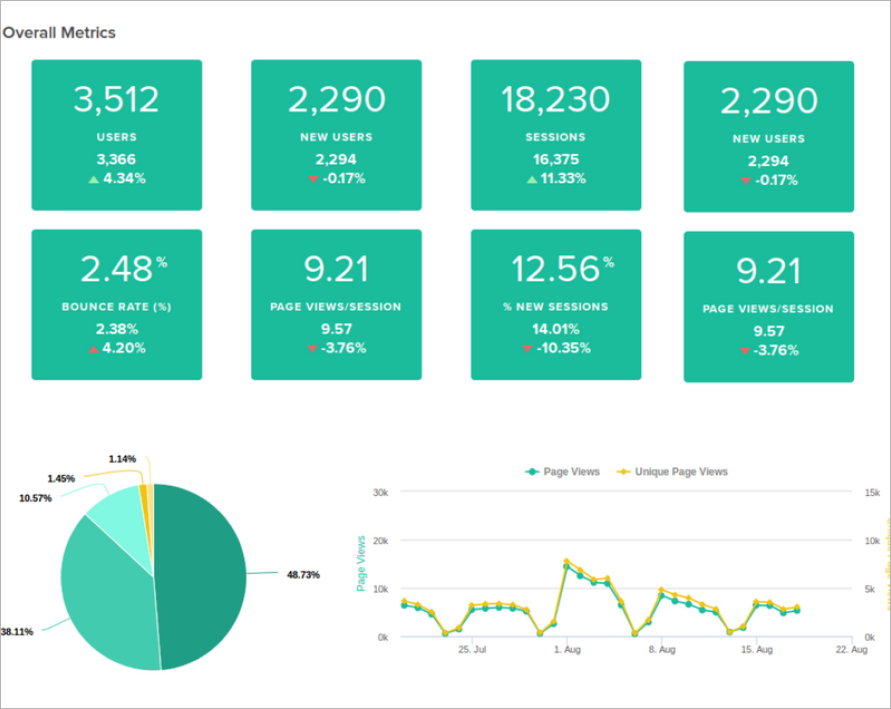 Overall Metrics
3,512
USERS
3,366
4.34%
2,290
NEW USERS
2,294
-0.17%
18,230
SESSIONS
16,375
11.33%
2,290
NEW USERS
2,294
-0.17%
2.48%
BOUNCE RATE (%)
2.38%
4.20%
9.21
PAGE VIEWS/SESSION
9.57
-3.76%
12.56%
% NEW SESSIONS
14.01%
-10.35%
9.21
PAGE VIEWS/SESSION
9.57
-3.76%
1.14%
1.45%
10.57%
48.73%
38.11%
Page Views
Unique Page Views
30k
20k
10k
0k
Page Views
15k
10k
5k
0k
25. Jul
1. Aug
8. Aug
15. Aug
22. Aug